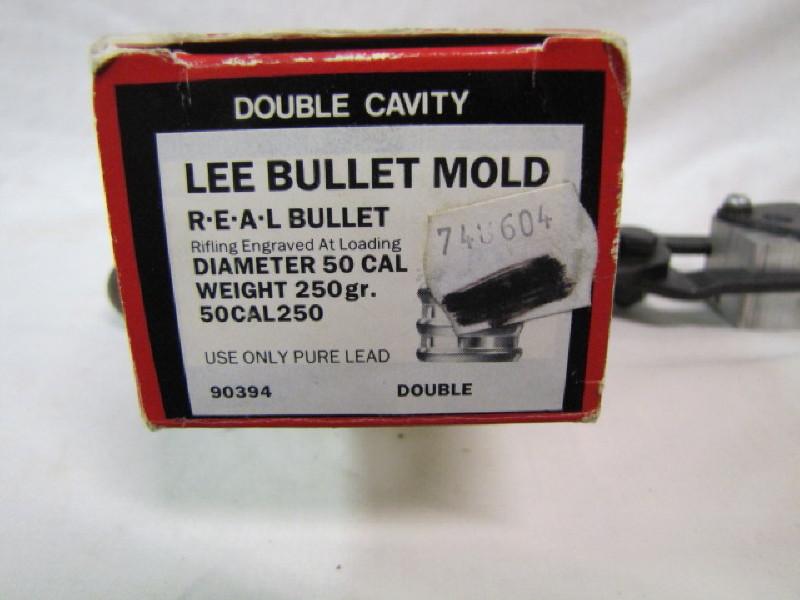 DOUBLE CAVITY
LEE BULLET MOLD
R·E·A·L BULLET
Rifling Engraved At Loading
DIAMETER 50 CAL
WEIGHT 250gr.
50CAL250
USE ONLY PURE LEAD
90394 DOUBLE